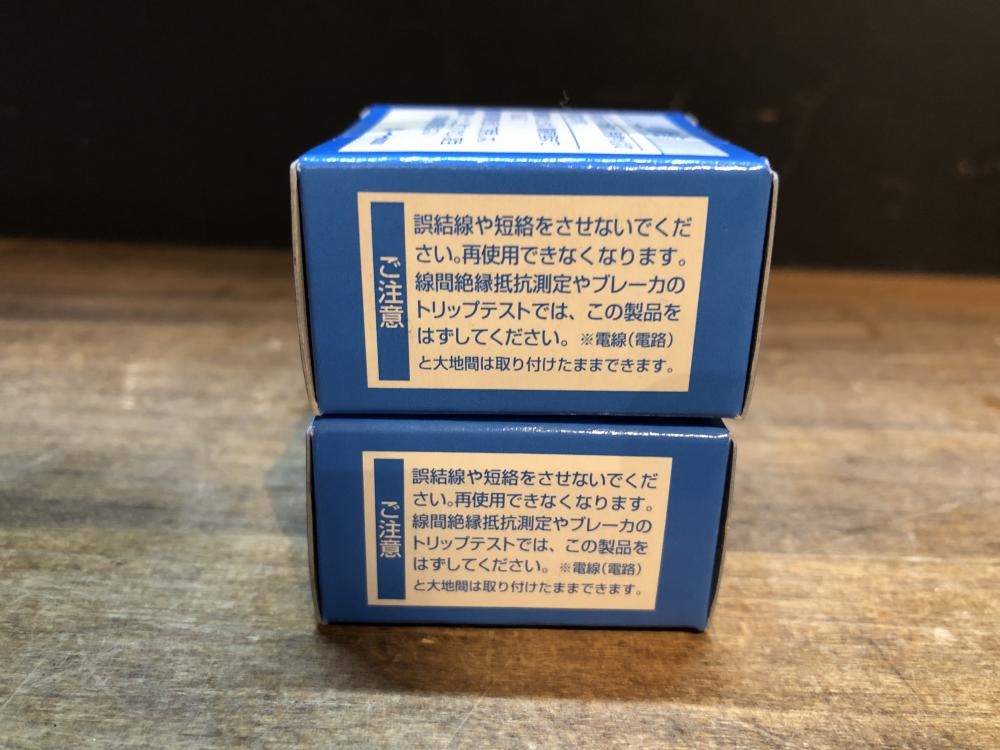 ご注意
誤結線や短絡をさせないでくだ
さい。再使用できなくなります。
線間絶縁抵抗測定やブレーカの
トリップテストでは、この製品を
はずしてください。※電線(電路)
と大地間は取り付けたままできます。
ご注意
誤結線や短絡をさせないでくだ
さい。再使用できなくなります。
線間絶縁抵抗測定やブレーカの
トリップテストでは、この製品を
はずしてください。※電線(電路)
と大地間は取り付けたままできます。